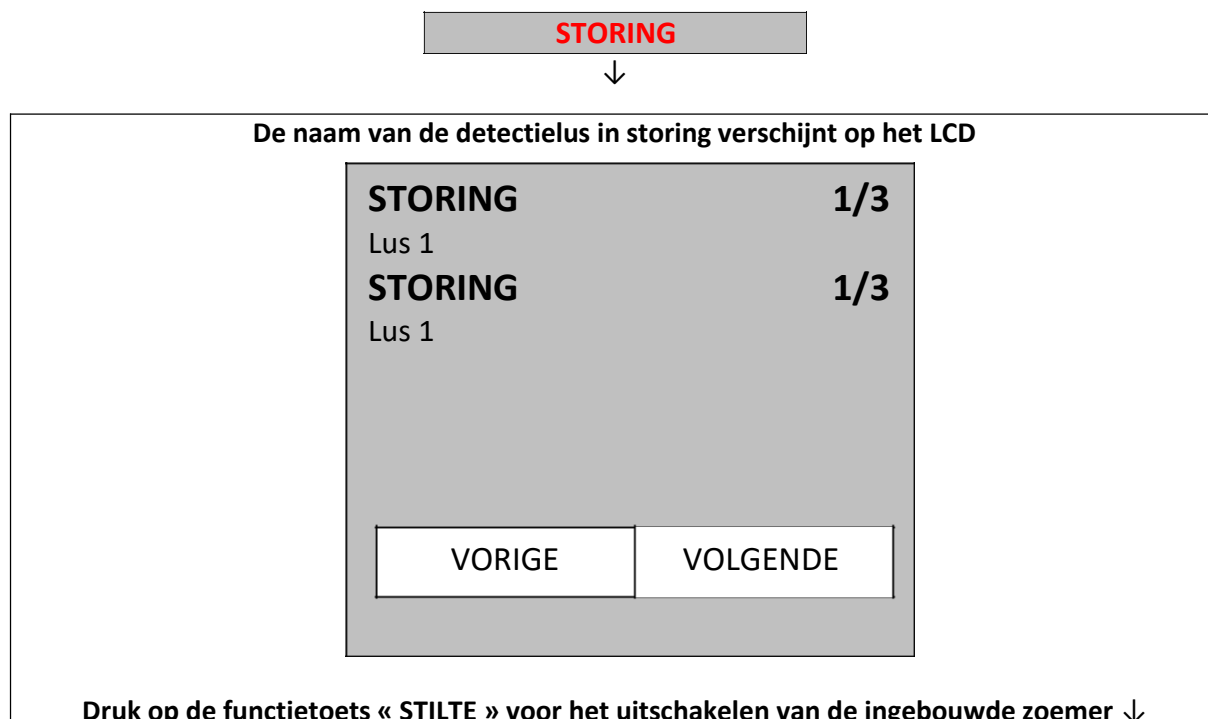 STORING
↓
De naam van de detectielus in storing verschijnt op het LCD
STORING 1/3
Lus 1
STORING 1/3
Lus 1
VORIGE VOLGENDE
Druk op de functietoets « STILTE » voor het uitschakelen van de ingebouwde zoemer ↓